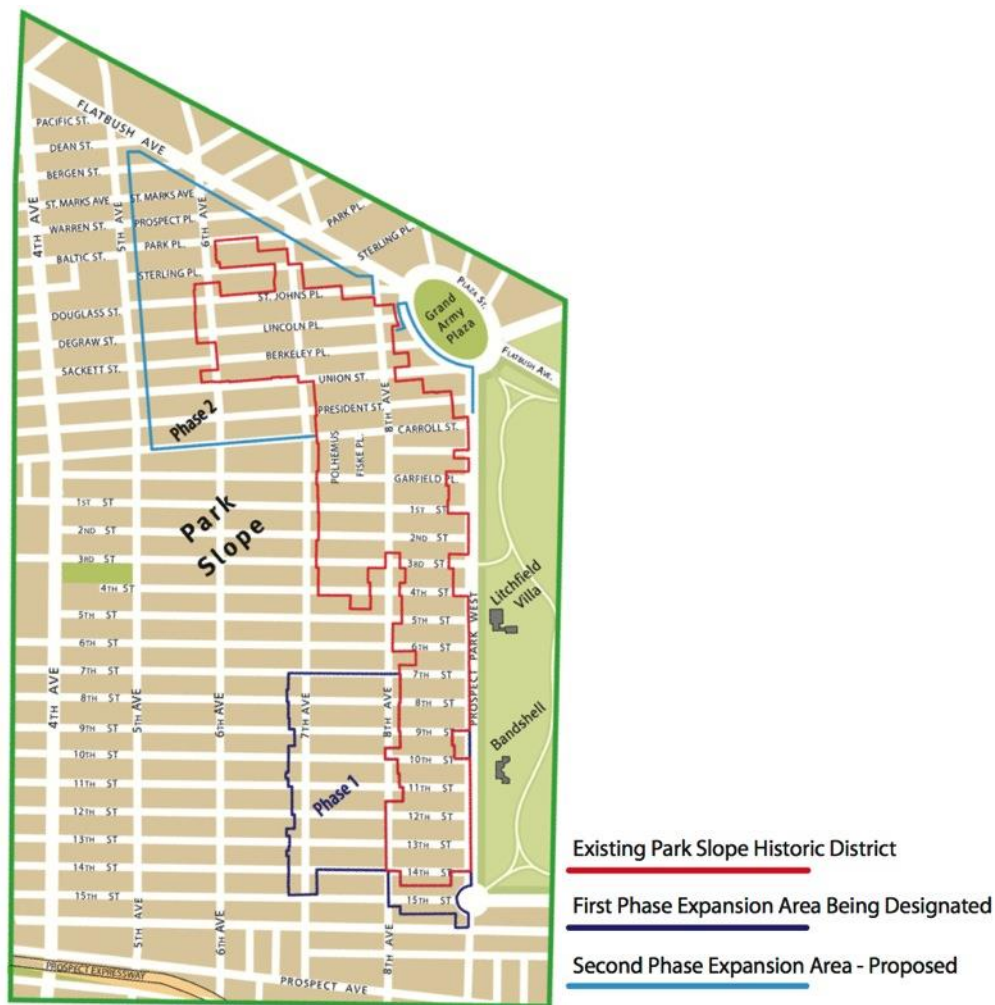 FLATBUSH AVE
PACIFIC ST.
DEAN ST.
BERGEN ST.
ST. MARKS AVE
ST. MARKS AVE
4TH AVE
5TH AVE
6TH AVE
WARREN ST.
PROSPECT PL.
PARK PL.
PARK PL.
STERLING PL.
BALTIC ST.
STERLING PL.
PLAZA ST.
ST. JOHNS PL.
Grand
Army
Plaza
DOUGLASS ST.
LINCOLN PL.
DEGRAW ST.
BERKELEY PL.
FLATBUSH AVE.
SACKETT ST.
UNION ST.
8TH AVE
PRESIDENT ST.
Phase 2
CARROLL ST.
POLHEMUS
FISKE PL.
GARFIELD PL.
Park
Slope
1ST ST
1ST ST
2ND ST
2ND ST
3RD ST
3RD ST
4TH ST
4TH ST
Litchfield
Villa
5TH ST
5TH ST
6TH ST
6TH ST
PROSPECT PARK WEST
7TH ST
7TH ST
4TH AVE
5TH AVE
6TH AVE
7TH AVE
8TH AVE
8TH ST
8TH ST
9TH ST
9TH ST
Bandshell
10TH ST
10TH ST
11TH ST
11TH ST
Phase 1
12TH ST
12TH ST
13TH ST
13TH ST
14TH ST
14TH ST
15TH ST
15TH ST
5TH AVE
6TH AVE
8TH AVE
PROSPECT EXPRESSWAY
PROSPECT AVE
Existing Park Slope Historic District
First Phase Expansion Area Being Designated
Second Phase Expansion Area - Proposed